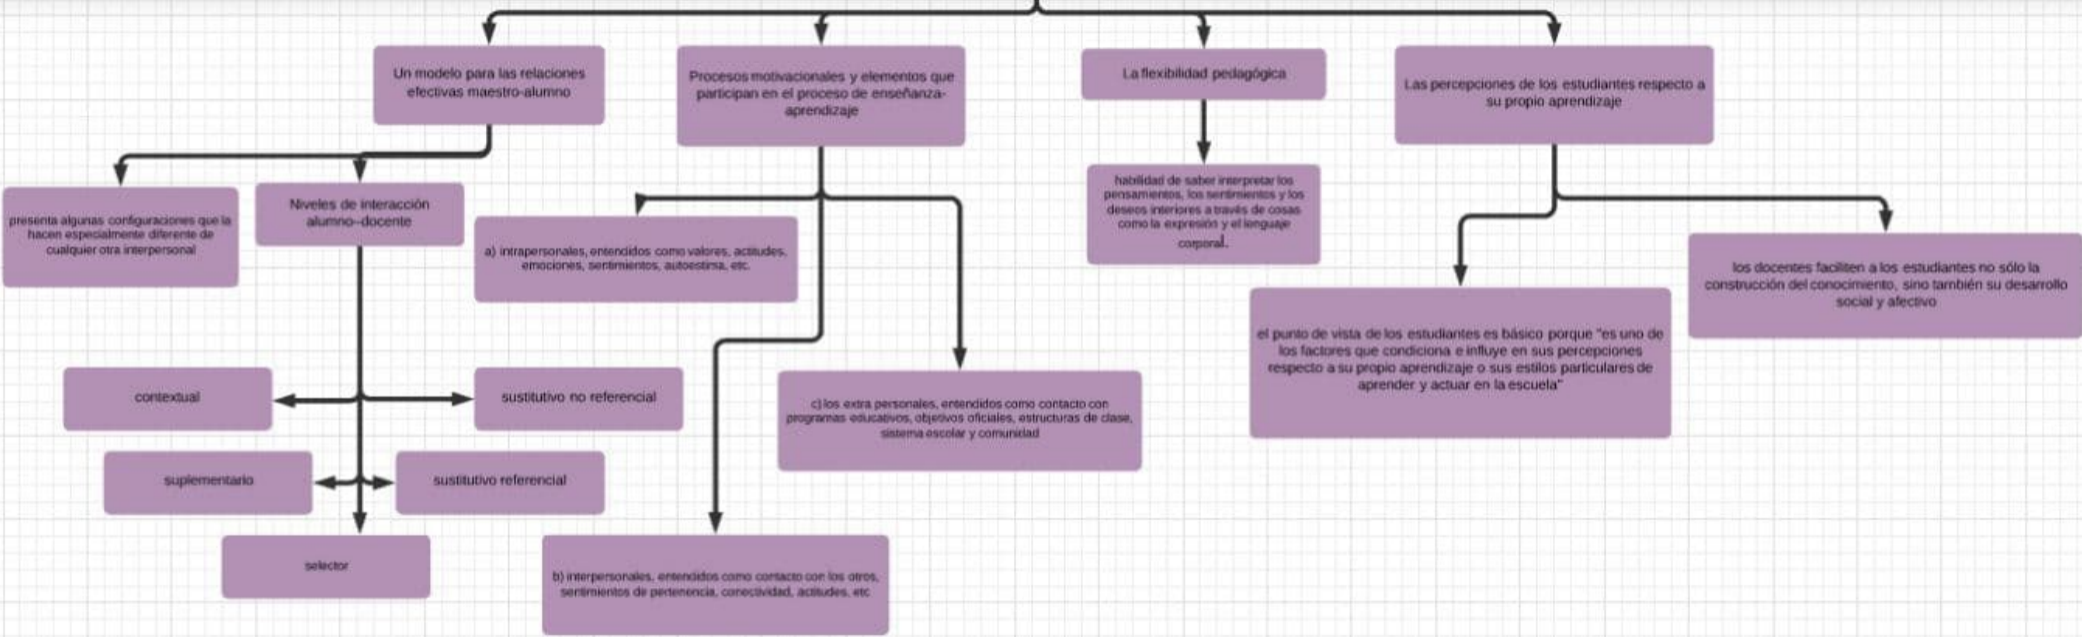 Un modelo para las relaciones
efectivas maestro-alumno
Procesos motivacionales y elementos que
participan en el proceso de enseñanza-
aprendizaje
La flexibilidad pedagógica
Las percepciones de los estudiantes respecto a
su propio aprendizaje
presenta algunas configuraciones que la
hacen especialmente diferente de
cualquier otra interpersonal
Niveles de interacción
alumno–docente
a) intrapersonales, entendidos como valores, actitudes,
emociones, sentimientos, autoestima, etc.
habilidad de saber interpretar los
pensamientos, los sentimientos y los
deseos interiores a través de cosas
como la expresión y el lenguaje
corporal.
los docentes faciliten a los estudiantes no sólo la
construcción del conocimiento, sino también su desarrollo
social y afectivo
el punto de vista de los estudiantes es básico porque "es uno de
los factores que condiciona e influye en sus percepciones
respecto a su propio aprendizaje o sus estilos particulares de
aprender y actuar en la escuela"
contextual
sustitutivo no referencial
c) los extra personales, entendidos como contacto con
programas educativos, objetivos oficiales, estructuras de clase,
sistema escolar y comunidad
suplementario
sustitutivo referencial
selector
b) interpersonales, entendidos como contacto con los otros,
sentimientos de pertenencia, conectividad, actitudes, etc